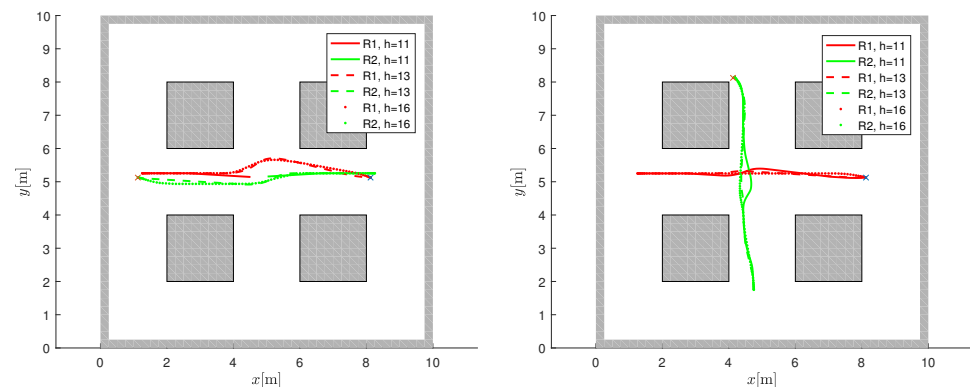 10
9
8
7
6
5
4
3
2
1
0
y[m]
0 2 4 6 8 10
x[m]
R1, h=11
R2, h=11
R1, h=13
R2, h=13
R1, h=16
R2, h=16
10
9
8
7
6
5
4
3
2
1
0
y[m]
0 2 4 6 8 10
x[m]
R1, h=11
R2, h=11
R1, h=13
R2, h=13
R1, h=16
R2, h=16